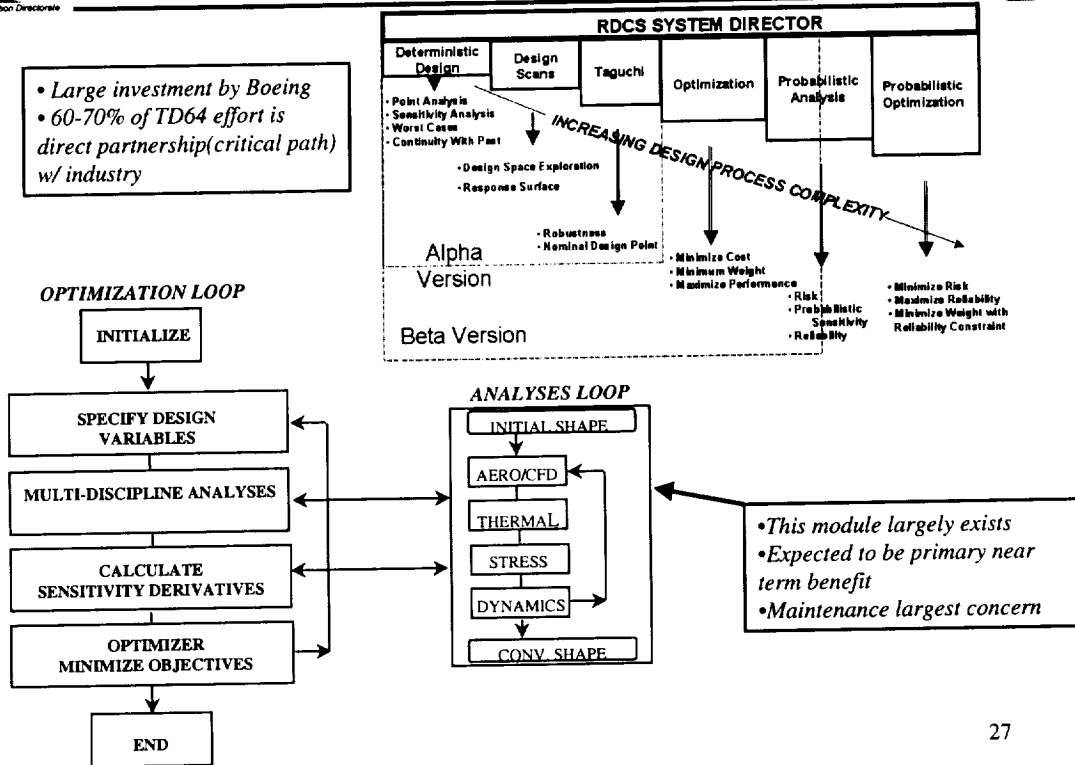 on Directorate
RDCS SYSTEM DIRECTOR
Deterministic
Design
Design
Scans
Taguchi
Optimization
Probabilistic
Analysis
Probabilistic
Optimization
• Large investment by Boeing
• 60-70% of TD64 effort is
direct partnership(critical path)
w/ industry
• Point Analysis
• Sensitivity Analysis
• Worst Cases
• Continuity With Past
INCREASING DESIGN PROCESS COMPLEXITY
• Design Space Exploration
• Response Surface
• Robustness
• Nominal Design Point
Alpha
Version
• Minimize Cost
• Minimum Weight
• Maximize Performance
• Risk
• Probabilistic
Sensitivity
• Reliability
• Minimize Risk
• Maximize Reliability
• Minimize Weight with
Reliability Constraint
Beta Version
OPTIMIZATION LOOP
INITIALIZE
SPECIFY DESIGN
VARIABLES
MULTI-DISCIPLINE ANALYSES
CALCULATE
SENSITIVITY DERIVATIVES
OPTIMIZER
MINIMIZE OBJECTIVES
END
ANALYSES LOOP
INITIAL SHAPE
AERO/CFD
THERMAL
STRESS
DYNAMICS
CONV. SHAPE
•This module largely exists
•Expected to be primary near
term benefit
•Maintenance largest concern
27